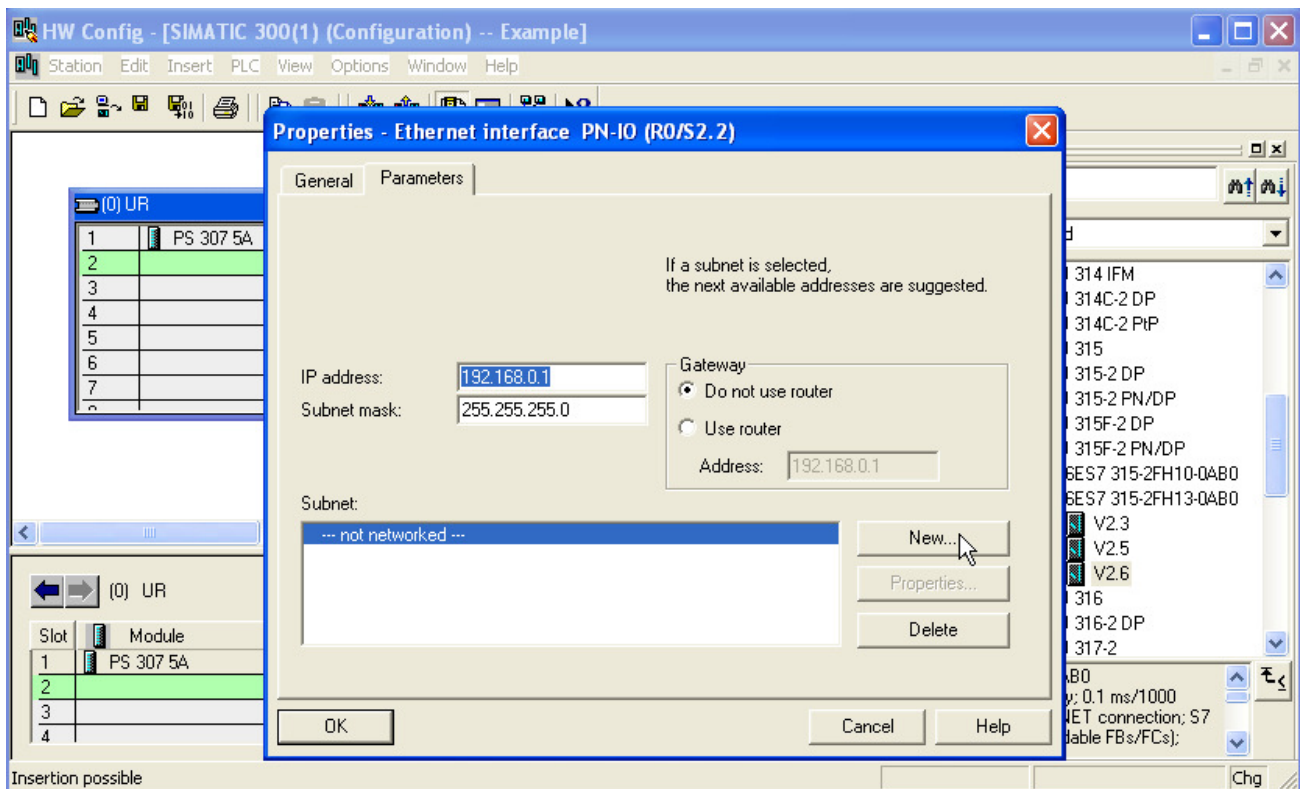 HW Config - [SIMATIC 300(1) (Configuration) -- Example]
Station Edit Insert PLC View Options Window Help
Properties - Ethernet interface PN-IO (R0/S2.2)
General Parameters
If a subnet is selected,
the next available addresses are suggested.
IP address: 192.168.0.1
Subnet mask: 255.255.255.0
Gateway
Do not use router
Use router
Address: 192.168.0.1
Subnet:
--- not networked ---
New...
Properties...
Delete
OK
Cancel
Help
(0) UR
1 PS 307 5A
2
3
4
5
6
7
(0) UR
Slot Module
1 PS 307 5A
2
3
4
314 IFM
314C-2 DP
314C-2 PtP
315
315-2 DP
315-2 PN/DP
315F-2 DP
315F-2 PN/DP
6ES7 315-2FH10-0AB0
6ES7 315-2FH13-0AB0
V2.3
V2.5
V2.6
316
316-2 DP
317-2
0.1 ms/1000
connection; S7
FBs/FCs);
Insertion possible
Chg